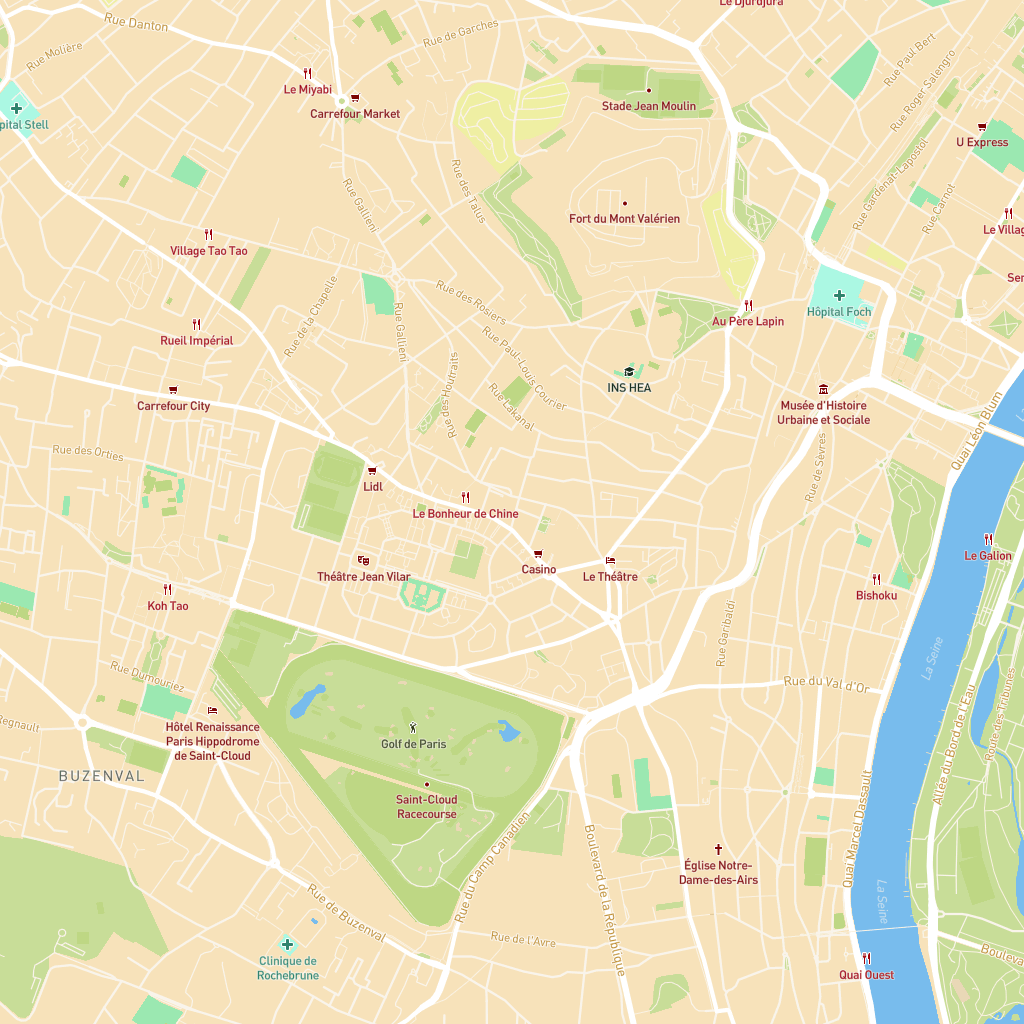 Le Djurdjura
Rue Danton
Rue de Garches
Rue Molière
Rue Paul Bert
Le Miyabi
Carrefour Market
Stade Jean Moulin
Rue Roger Salengro
pital Stell
U Express
Rue Gardenat-Lapostol
Rue des Talus
Rue Gallieni
Rue Carnot
Fort du Mont Valérien
Le Villag
Village Tao Tao
Ser
Rue des Rosiers
Rue de la Chapelle
Hôpital Foch
Au Père Lapin
Rue Gallieni
Rueil Impérial
Rue Paul-Louis Courier
INS HEA
Rue des Houtraits
Rue Lakanal
Carrefour City
Musée d'Histoire
Urbaine et Sociale
Quai Léon Blum
Rue des Orties
Rue de Sèvres
Lidl
Le Bonheur de Chine
Le Galion
Casino
Théâtre Jean Vilar
Le Théâtre
Bishoku
Koh Tao
Rue Garibaldi
La Seine
Rue Dumouriez
Rue du Val d'Or
Route des Tribunes
Regnault
Hôtel Renaissance
Paris Hippodrome
de Saint-Cloud
Golf de Paris
Allée du Bord de l'Eau
BUZENVAL
Saint-Cloud
Racecourse
Quai Marcel Dassault
Rue du Camp Canadien
Boulevard de la République
Église Notre-
Dame-des-Airs
La Seine
Rue de Buzenval
Rue de l'Avre
Clinique de
Rochebrune
Bouleva
Quai Ouest